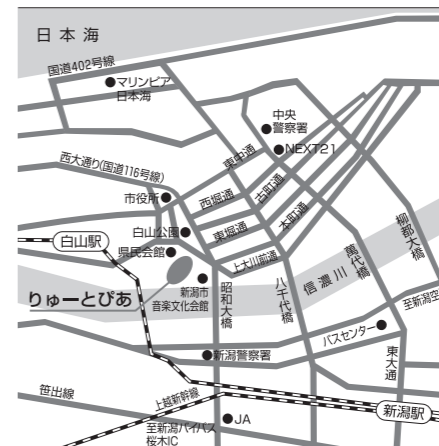 日本海
国道402号線
マリンピア
日本海
中央
警察署
NEXT21
西大通り(国道116号線)
東中通
市役所
西堀通
古町通
東堀通
本町通
白山公園
白山駅
県民会館
上大川前通
りゅーとぴあ
新潟市
音楽文化会館
昭和大橋
八千代橋
信濃川
萬代橋
柳都大橋
至新潟空
バスセンター
新潟警察署
東大通
笹出線
上越新幹線
新潟駅
JA
至新潟バイパス
桜木IC